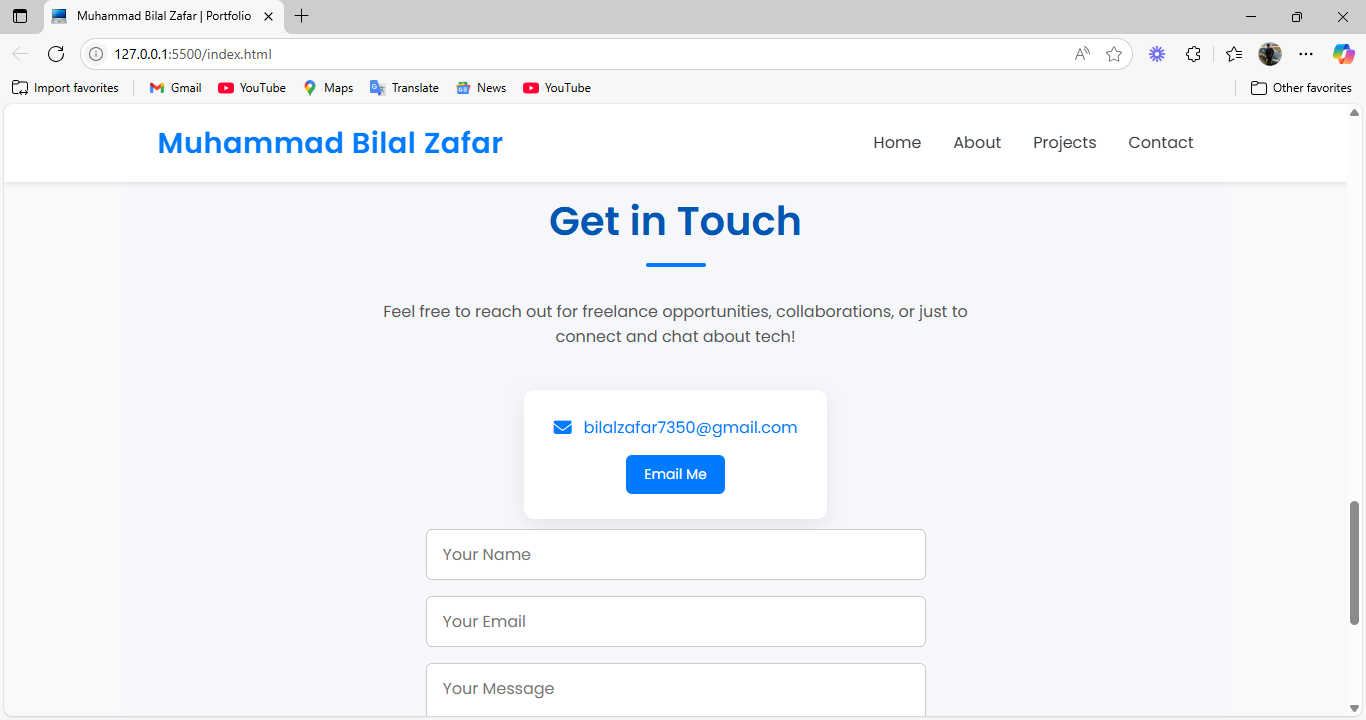 Muhammad Bilal Zafar | Portfolio
127.0.0.1:5500/index.html
Import favorites Gmail YouTube Maps Translate News YouTube Other favorites
Muhammad Bilal Zafar Home About Projects Contact
Get in Touch
Feel free to reach out for freelance opportunities, collaborations, or just to
connect and chat about tech!
bilalzafar7350@gmail.com
Email Me
Your Name
Your Email
Your Message